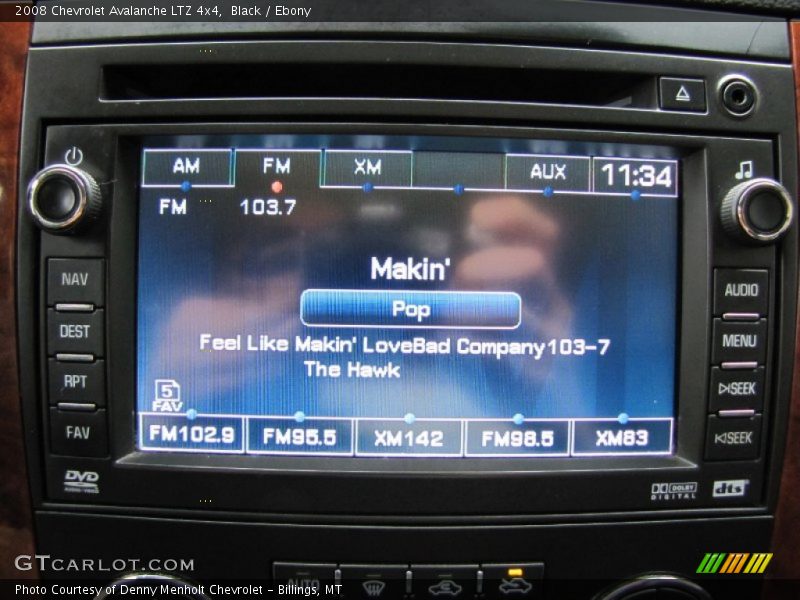 2008 Chevrolet Avalanche LTZ 4x4, Black / Ebony
AM FM XM AUX 11:34
FM 103.7
Makin'
Pop
Feel Like Makin' LoveBad Company103-7
The Hawk
5
FAV
FM102.9 FM95.5 XM142 FM98.5 XM83
NAV
DEST
RPT
FAV
AUDIO
MENU
SEEK
SEEK
DVD
DOLBY
DIGITAL
dts
AUTO
GTCARLOT.COM
Photo Courtesy of Denny Menholt Chevrolet - Billings, MT